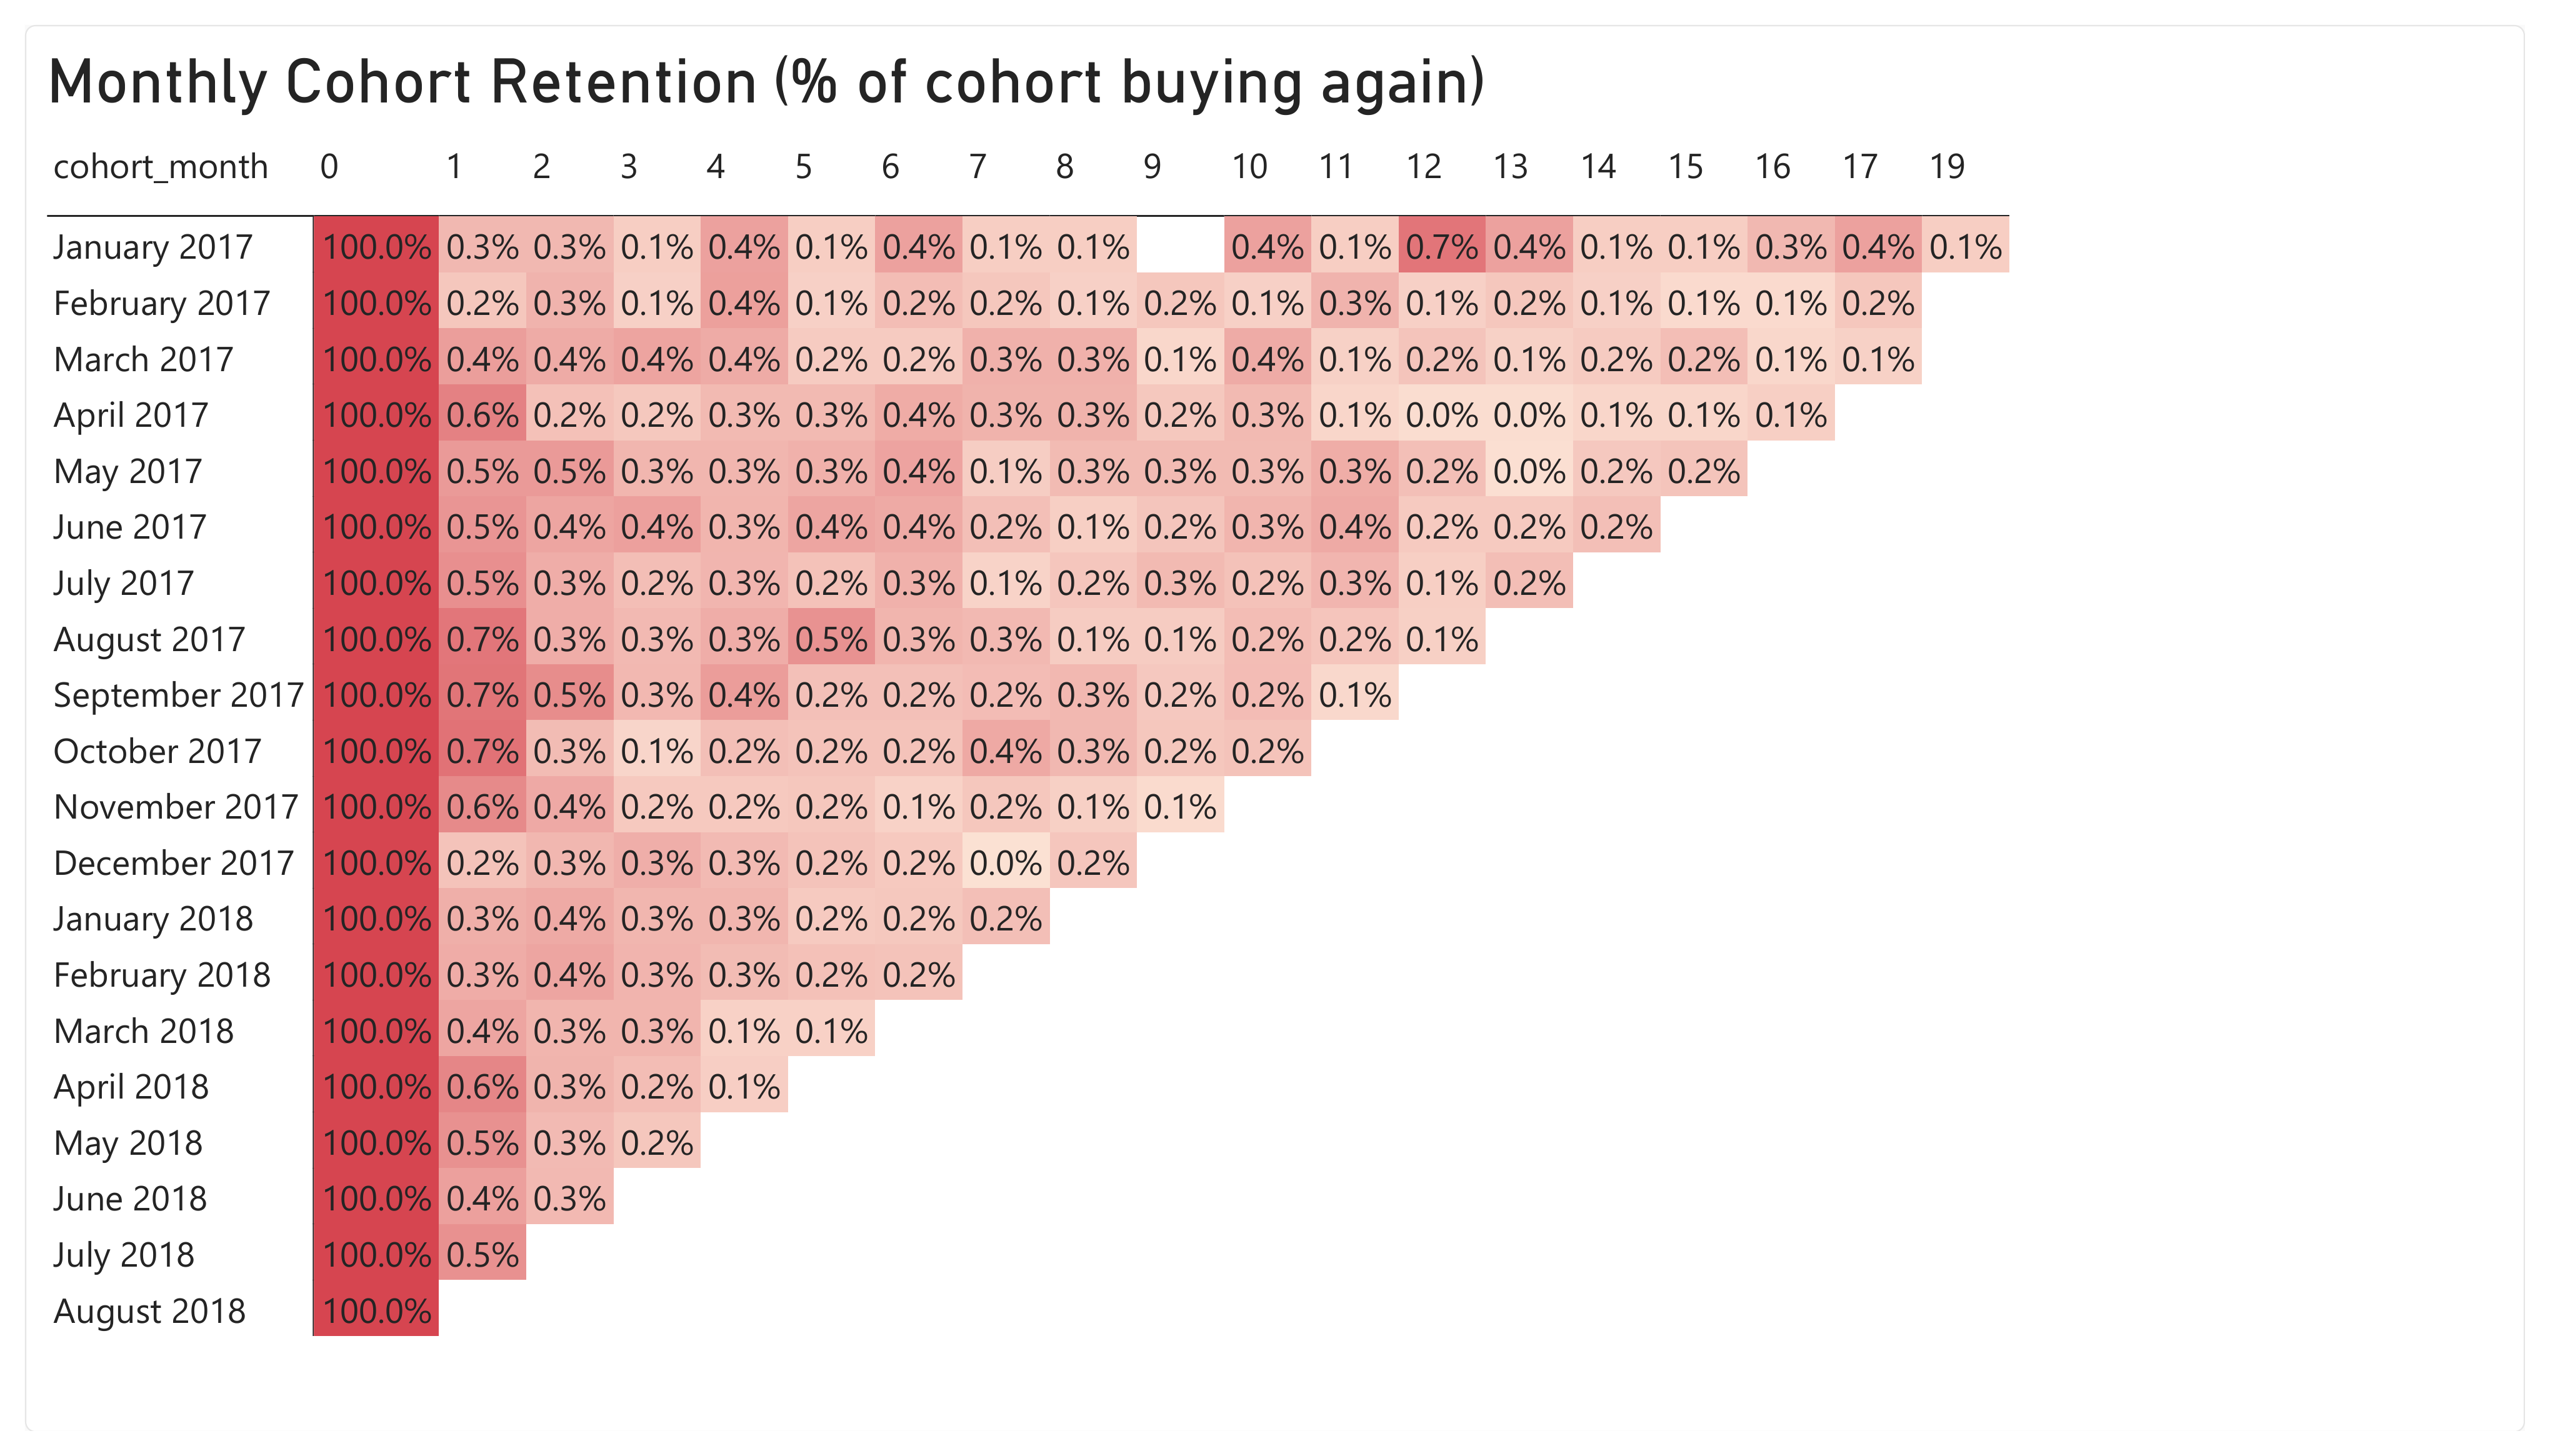 Monthly Cohort Retention (% of cohort buying again)
cohort_month 0 1 2 3 4 5 6 7 8 9 10 11 12 13 14 15 16 17 19
January 2017 100.0% 0.3% 0.3% 0.1% 0.4% 0.1% 0.4% 0.1% 0.1% 0.4% 0.1% 0.7% 0.4% 0.1% 0.1% 0.3% 0.4% 0.1%
February 2017 100.0% 0.2% 0.3% 0.1% 0.4% 0.1% 0.2% 0.2% 0.1% 0.2% 0.1% 0.3% 0.1% 0.2% 0.1% 0.1% 0.1% 0.2%
March 2017 100.0% 0.4% 0.4% 0.4% 0.4% 0.2% 0.2% 0.3% 0.3% 0.1% 0.4% 0.1% 0.2% 0.1% 0.2% 0.2% 0.1% 0.1%
April 2017 100.0% 0.6% 0.2% 0.2% 0.3% 0.3% 0.4% 0.3% 0.3% 0.2% 0.3% 0.1% 0.0% 0.0% 0.1% 0.1% 0.1%
May 2017 100.0% 0.5% 0.5% 0.3% 0.3% 0.3% 0.4% 0.1% 0.3% 0.3% 0.3% 0.3% 0.2% 0.0% 0.2% 0.2%
June 2017 100.0% 0.5% 0.4% 0.4% 0.3% 0.4% 0.4% 0.2% 0.1% 0.2% 0.3% 0.4% 0.2% 0.2% 0.2%
July 2017 100.0% 0.5% 0.3% 0.2% 0.3% 0.2% 0.3% 0.1% 0.2% 0.3% 0.2% 0.3% 0.1% 0.2%
August 2017 100.0% 0.7% 0.3% 0.3% 0.3% 0.5% 0.3% 0.3% 0.1% 0.1% 0.2% 0.2% 0.1%
September 2017 100.0% 0.7% 0.5% 0.3% 0.4% 0.2% 0.2% 0.2% 0.3% 0.2% 0.2% 0.1%
October 2017 100.0% 0.7% 0.3% 0.1% 0.2% 0.2% 0.2% 0.4% 0.3% 0.2% 0.2%
November 2017 100.0% 0.6% 0.4% 0.2% 0.2% 0.2% 0.1% 0.2% 0.1% 0.1%
December 2017 100.0% 0.2% 0.3% 0.3% 0.3% 0.2% 0.2% 0.0% 0.2%
January 2018 100.0% 0.3% 0.4% 0.3% 0.3% 0.2% 0.2% 0.2%
February 2018 100.0% 0.3% 0.4% 0.3% 0.3% 0.2% 0.2%
March 2018 100.0% 0.4% 0.3% 0.3% 0.1% 0.1%
April 2018 100.0% 0.6% 0.3% 0.2% 0.1%
May 2018 100.0% 0.5% 0.3% 0.2%
June 2018 100.0% 0.4% 0.3%
July 2018 100.0% 0.5%
August 2018 100.0%